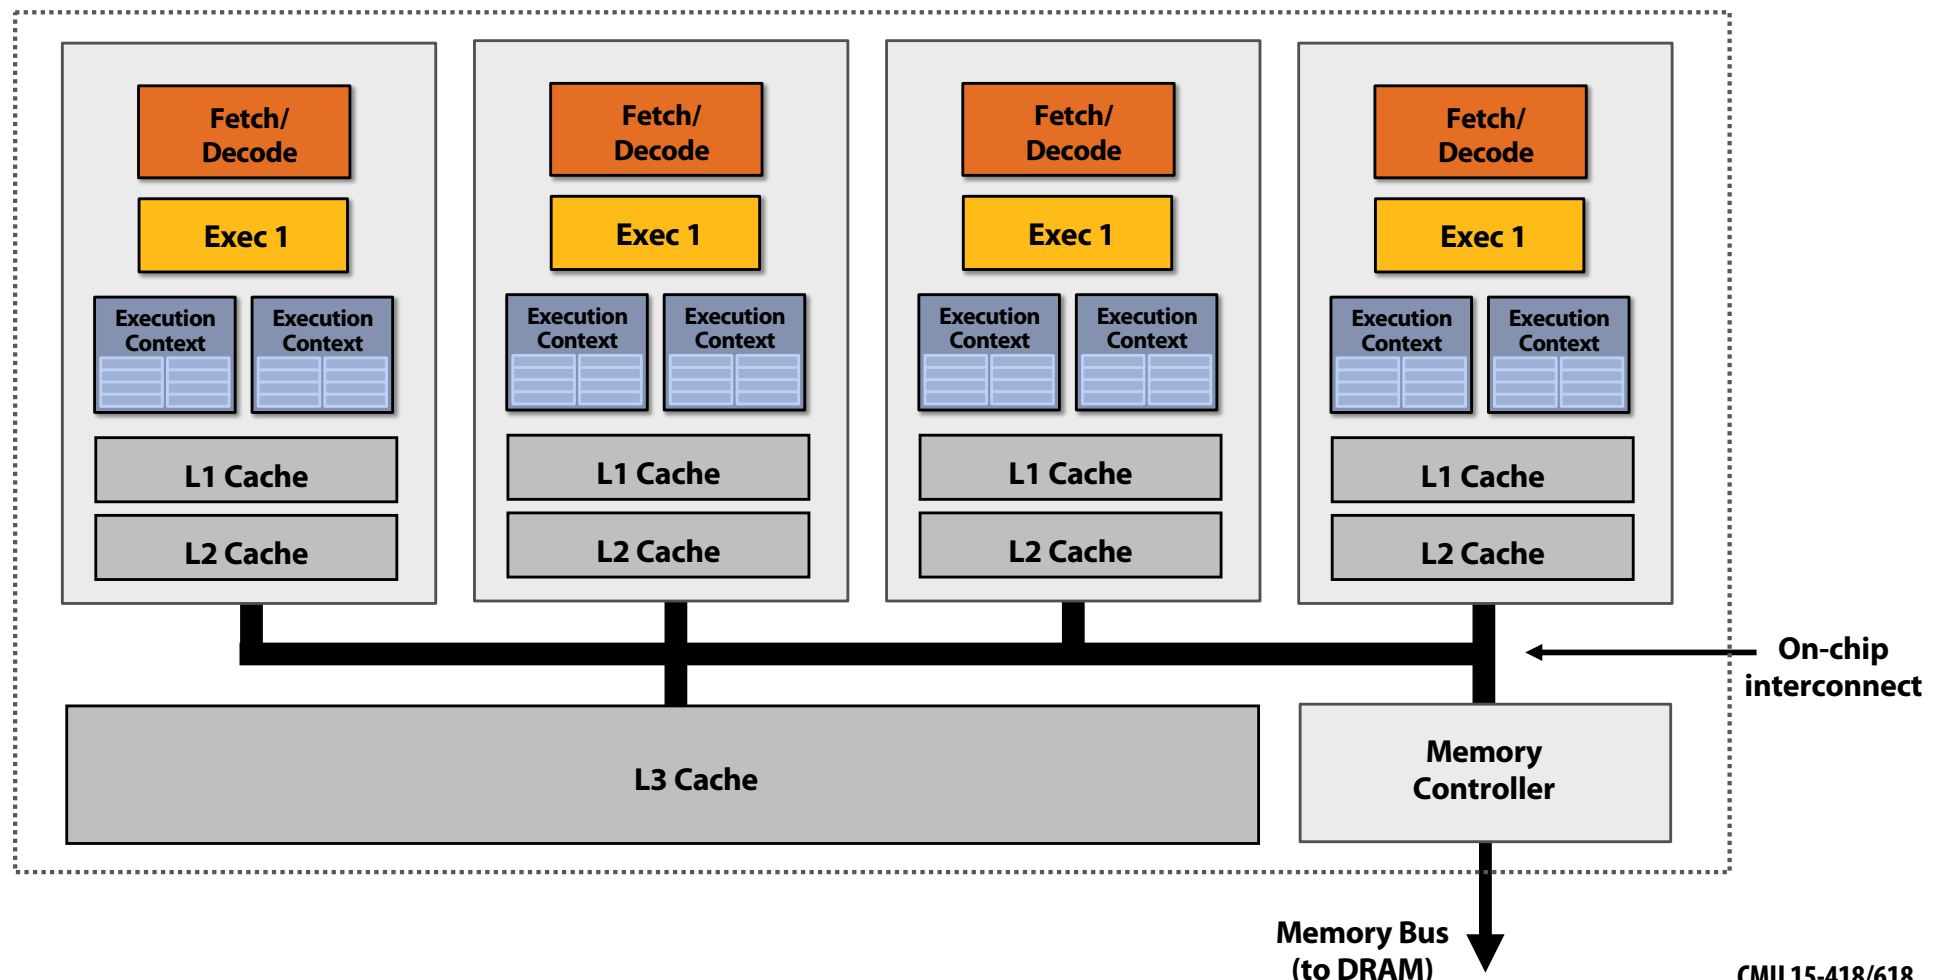 Fetch/
Decode
Exec 1
Execution
Context
Execution
Context
L1 Cache
L2 Cache
Fetch/
Decode
Exec 1
Execution
Context
Execution
Context
L1 Cache
L2 Cache
Fetch/
Decode
Exec 1
Execution
Context
Execution
Context
L1 Cache
L2 Cache
Fetch/
Decode
Exec 1
Execution
Context
Execution
Context
L1 Cache
L2 Cache
On-chip
interconnect
L3 Cache
Memory
Controller
Memory Bus
(to DRAM)
CMU 15-418/618